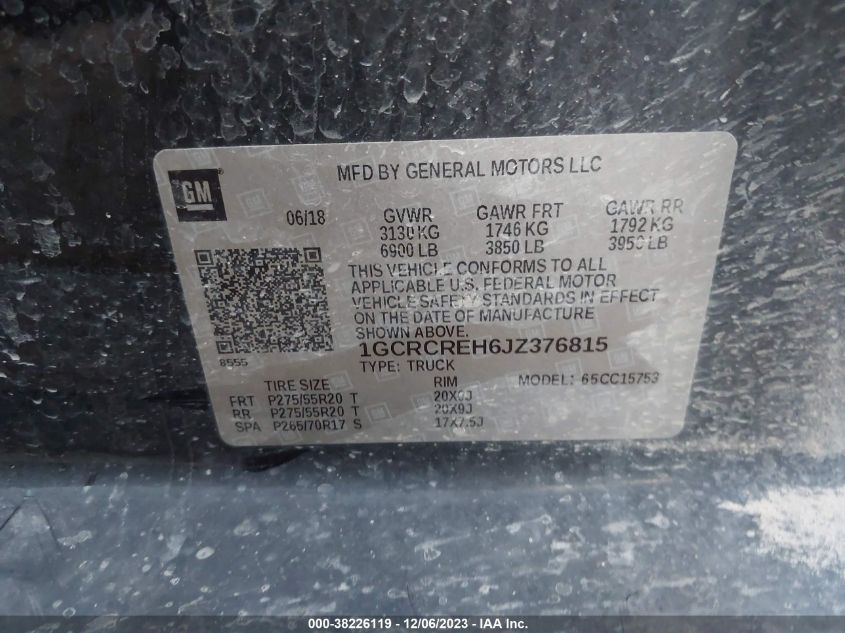 MFD BY GENERAL MOTORS LLC
GM
06/18 GVWR GAWR FRT GAWR RR
3130 KG 1746 KG 1792 KG
6900 LB 3850 LB 3950 LB
THIS VEHICLE CONFORMS TO ALL
APPLICABLE U.S. FEDERAL MOTOR
VEHICLE SAFETY STANDARDS IN EFFECT
ON THE DATE OF MANUFACTURE
SHOWN ABOVE.
8555 1GCRCREH6JZ376815
TYPE: TRUCK
TIRE SIZE RIM MODEL: 65CC15753
FRT P275/55R20 T 20X9J
RR P275/55R20 T 20X9J
SPA P265/70R17 S 17X7.5J
000-38226119 - 12/06/2023 - IAA Inc.